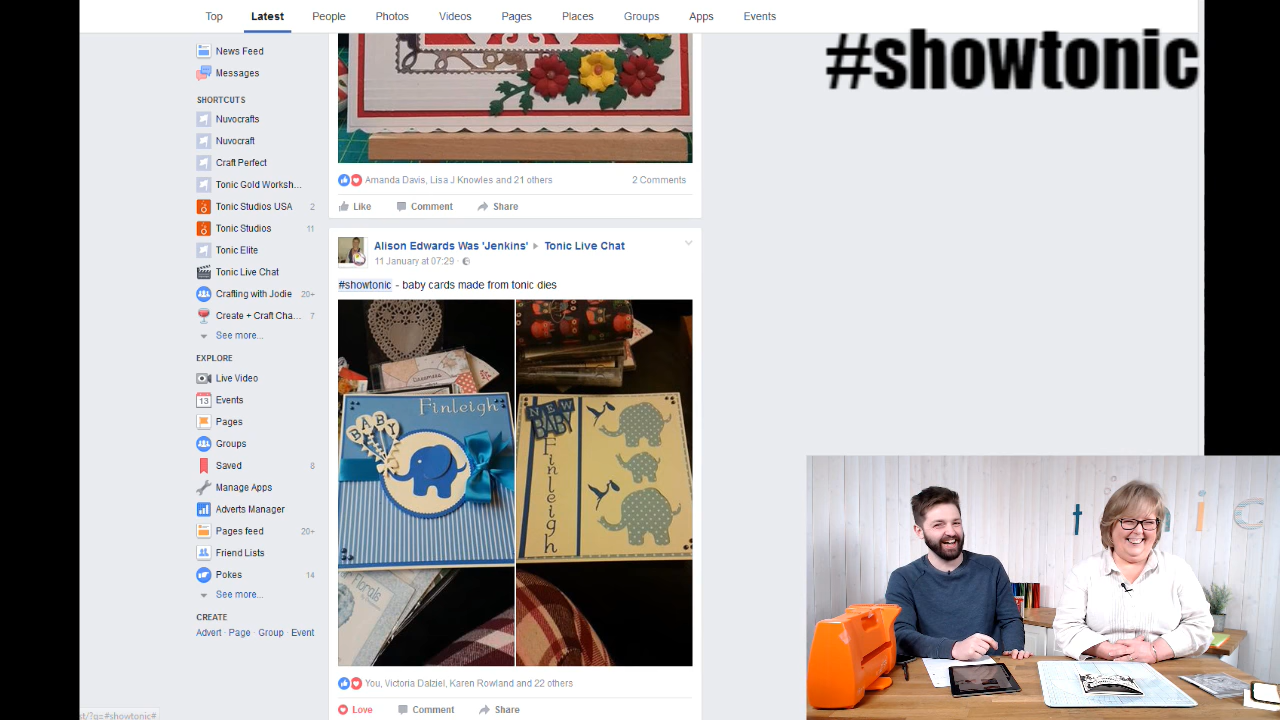 Top Latest People Photos Videos Pages Places Groups Apps Events
#showtonic
News Feed
Messages
SHORTCUTS
Nuvocrafts
Nuvocraft
Craft Perfect
Tonic Gold Worksh...
Tonic Studios USA 2
Tonic Studios 11
Tonic Elite
Tonic Live Chat
Crafting with Jodie 20+
Create + Craft Cha... 7
See more...
EXPLORE
Live Video
13 Events
Pages
Groups
Saved 8
Manage Apps
Adverts Manager
Pages feed 20+
Friend Lists
Pokes 14
See more...
CREATE
Advert · Page · Group · Event
Amanda Davis, Lisa J Knowles and 21 others 2 Comments
Like Comment Share
Alison Edwards Was 'Jenkins' Tonic Live Chat
11 January at 07:29 ·
#showtonic - baby cards made from tonic dies
Finleigh
BABY
NEW
BABY
Finleigh
You, Victoria Dalziel, Karen Rowland and 22 others
Love Comment Share
t/?q=#showtonic#
tonic